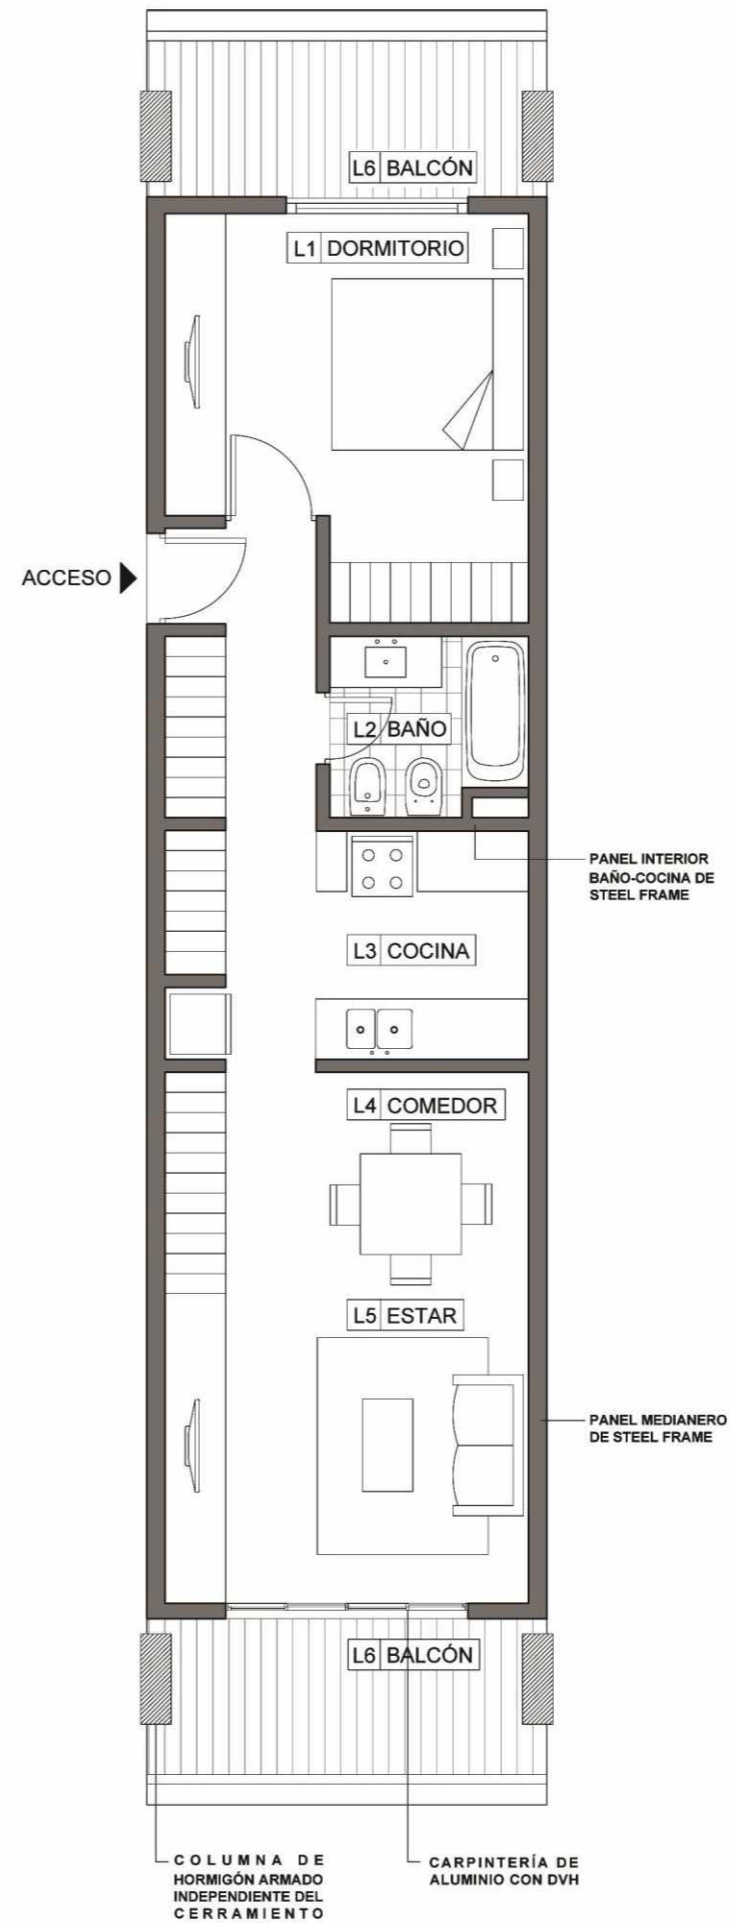 L6 BALCÓN
L1 DORMITORIO
ACCESO
L2 BAÑO
PANEL INTERIOR
BAÑO-COCINA DE
STEEL FRAME
L3 COCINA
L4 COMEDOR
L5 ESTAR
PANEL MEDIANERO
DE STEEL FRAME
L6 BALCÓN
COLUMNA DE
HORMIGÓN ARMADO
INDEPENDIENTE DEL
CERRAMIENTO
CARPINTERÍA DE
ALUMINIO CON DVH